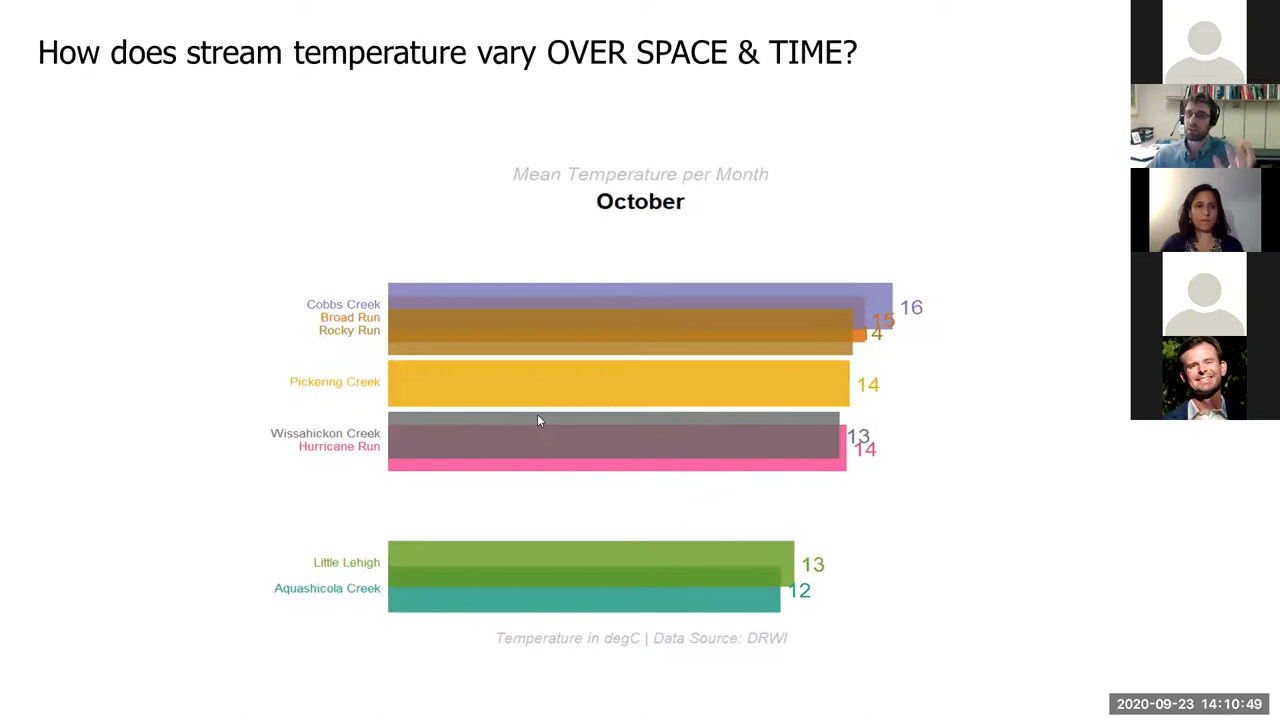 How does stream temperature vary OVER SPACE & TIME?
Mean Temperature per Month
October
Cobbs Creek
16
Broad Run
15
Rocky Run
14
Pickering Creek
14
Wissahickon Creek
13
Hurricane Run
14
Little Lehigh
13
Aquashicola Creek
12
Temperature in degC | Data Source: DRWI
2020-09-23 14:10:49